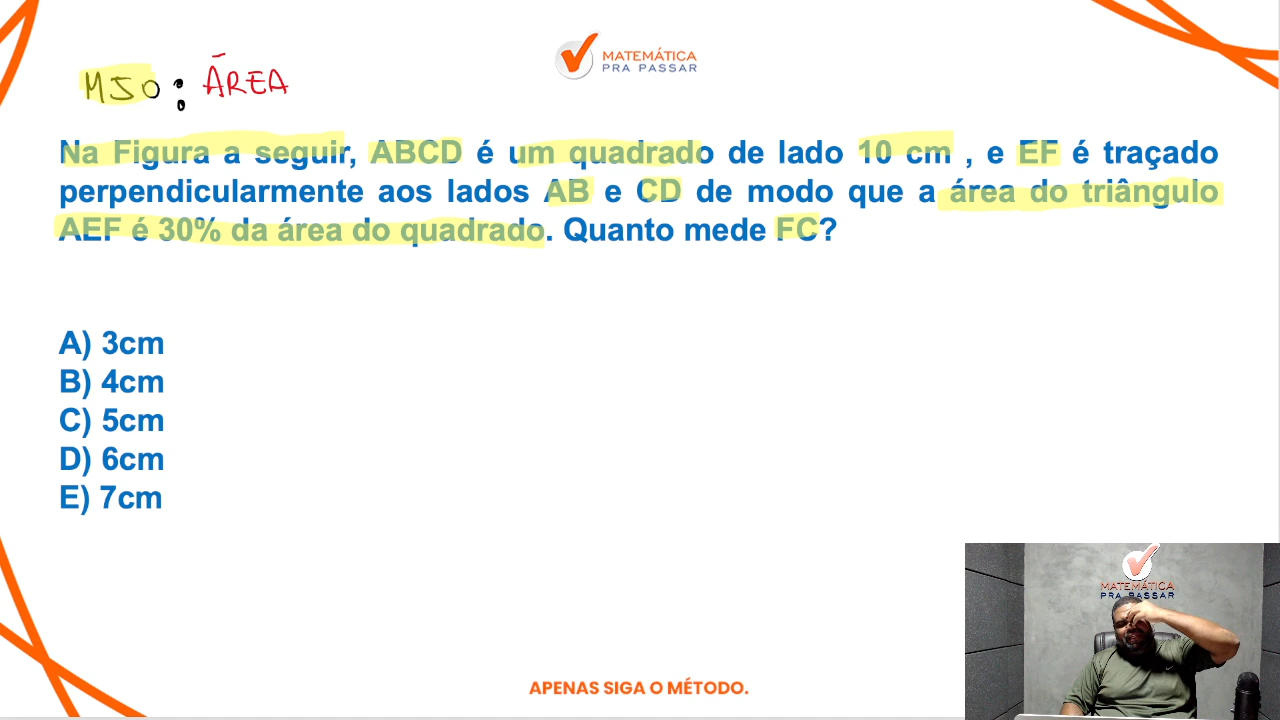 MATEMÁTICA
PRA PASSAR
MJO: ÁREA
Na Figura a seguir, ABCD é um quadrado de lado 10 cm , e EF é traçado
perpendicularmente aos lados AB e CD de modo que a área do triângulo
AEF é 30% da área do quadrado. Quanto mede FC?
A) 3cm
B) 4cm
C) 5cm
D) 6cm
E) 7cm
MATEMÁTICA
PRA PASSAR
APENAS SIGA O MÉTODO.